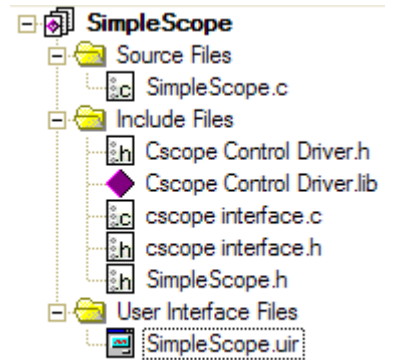 SimpleScope
Source Files
SimpleScope.c
Include Files
Cscope Control Driver.h
Cscope Control Driver.lib
cscope interface.c
cscope interface.h
SimpleScope.h
User Interface Files
SimpleScope.uir